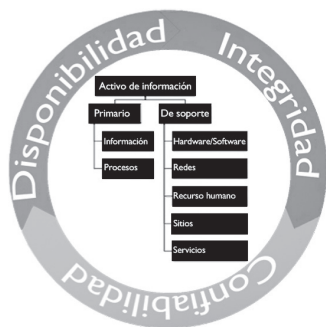 Disponibilidad
Integridad
Confiabilidad
Activo de información
Primario
De soporte
Información
Hardware/Software
Procesos
Redes
Recurso humano
Sitios
Servicios